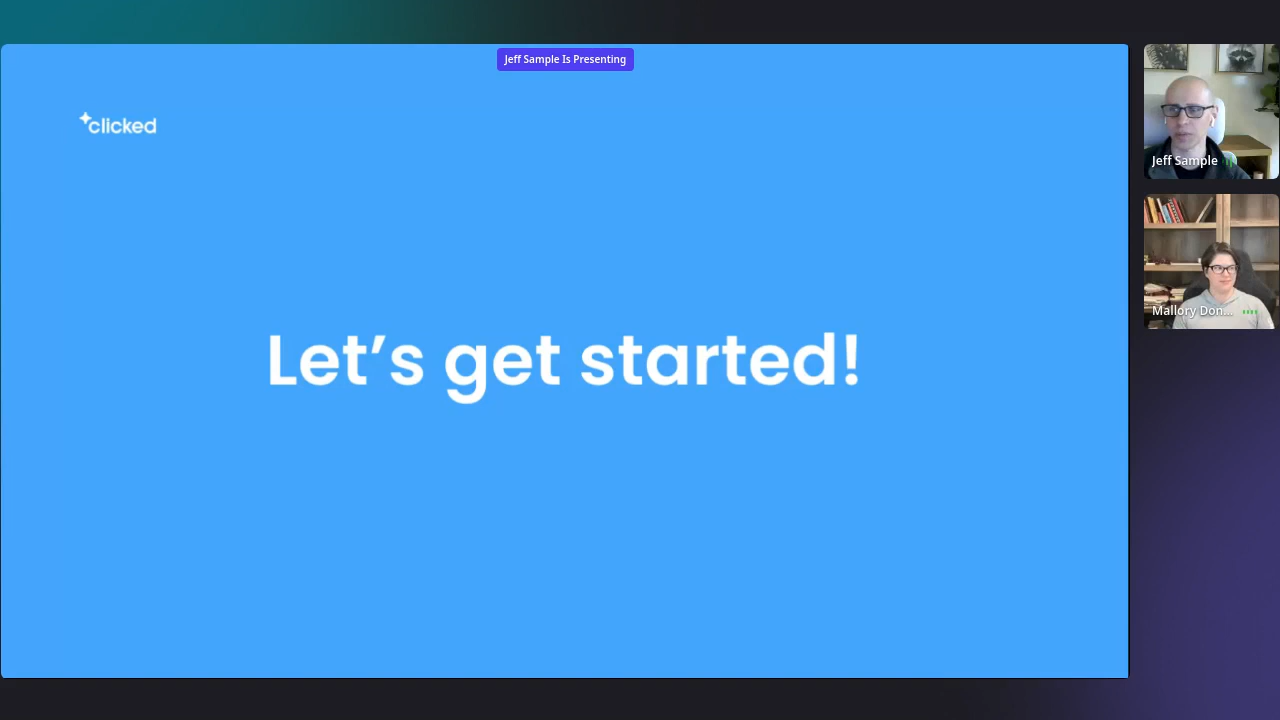 Jeff Sample Is Presenting
clicked
Let's get started!
Jeff Sample
Mallory Don...